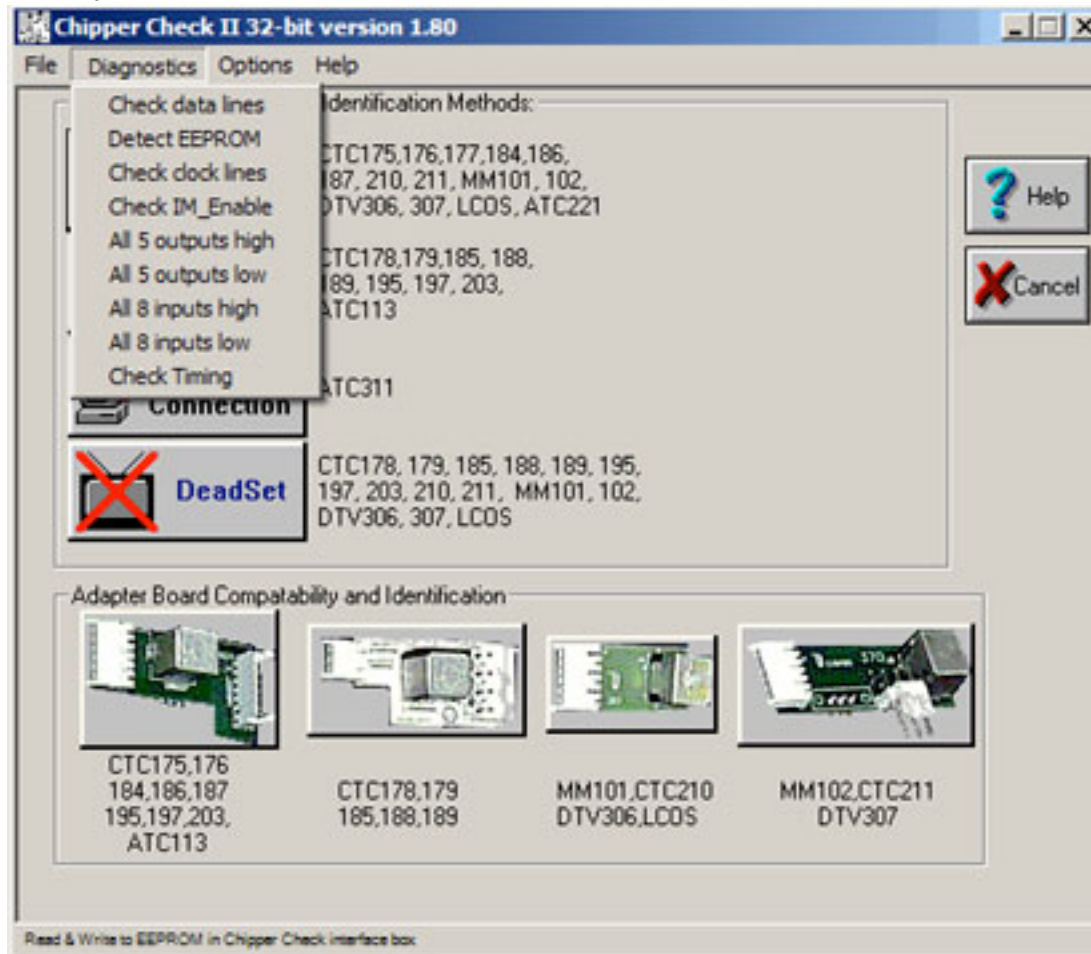 Chipper Check II 32-bit version 1.80
File Diagnostics Options Help
Check data lines
Detect EEPROM
Check clock lines
Check IM_Enable
All 5 outputs high
All 5 outputs low
All 8 inputs high
All 8 inputs low
Check Timing
Identification Methods:
CTC175,176,177,184,186,
187, 210, 211, MM101, 102,
DTV306, 307, LCOS, ATC221
CTC178,179,185, 188,
189, 195, 197, 203,
ATC113
ATC311
Connection
DeadSet
CTC178, 179, 185, 188, 189, 195,
197, 203, 210, 211, MM101, 102,
DTV306, 307, LCOS
Help
Cancel
Adapter Board Compatability and Identification
CTC175,176
184,186,187
195,197,203,
ATC113
CTC178,179
185,188,189
MM101,CTC210
DTV306,LCOS
MM102,CTC211
DTV307
Read & Write to EEPROM in Chipper Check interface box